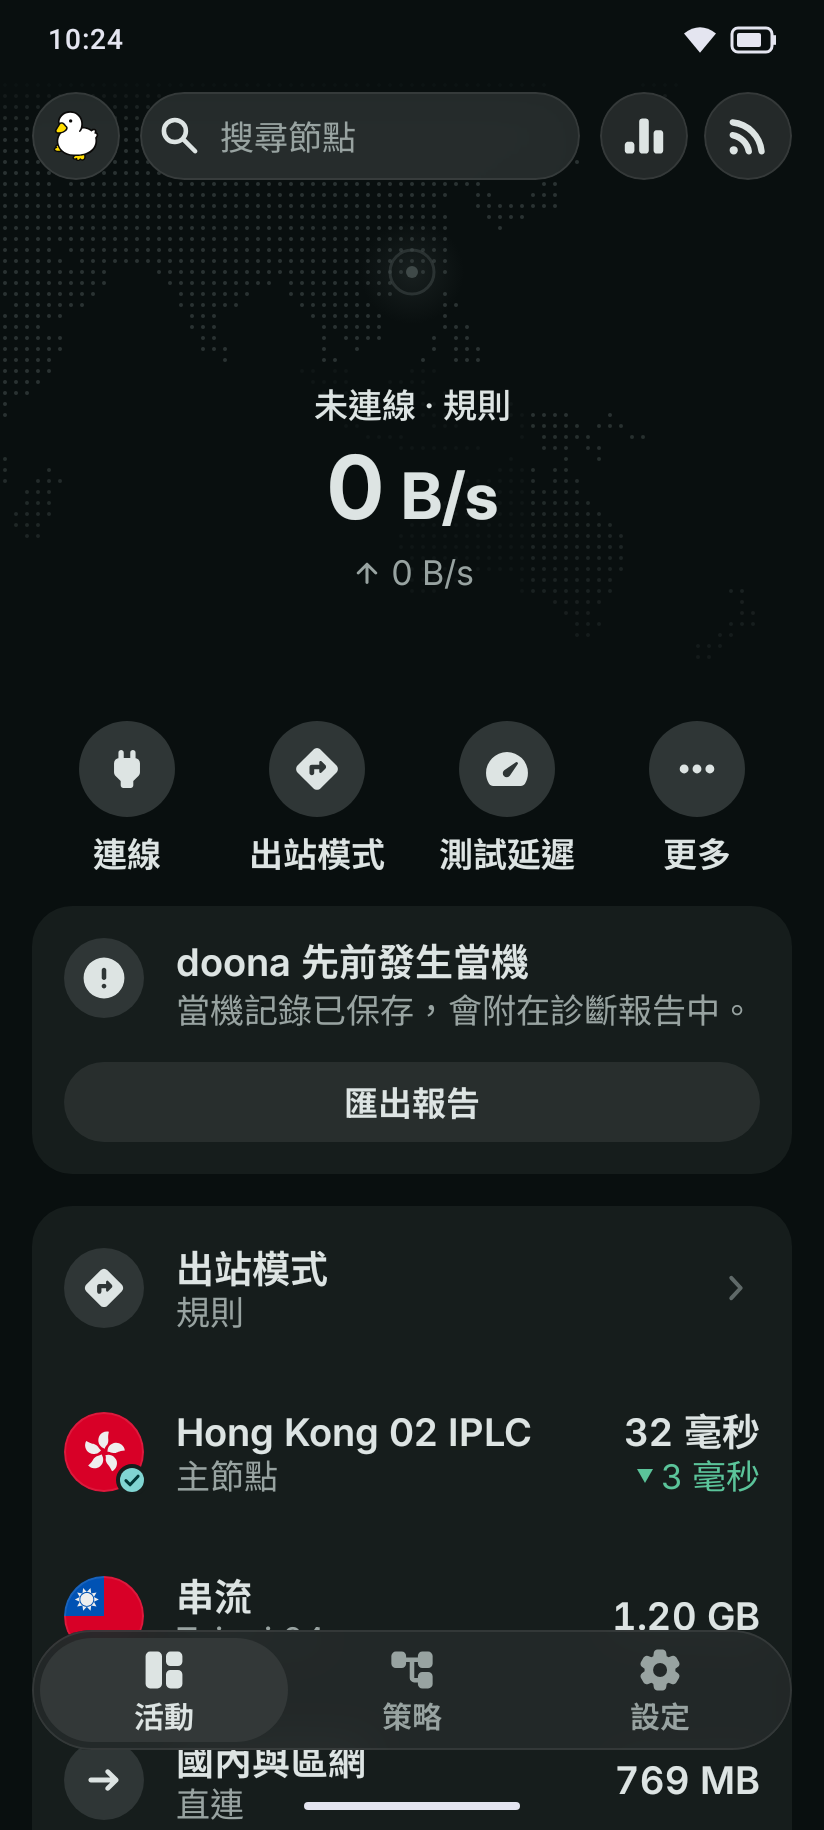 10:24
搜尋節點
未連線 · 規則
0 B/s
↑ 0 B/s
連線
出站模式
測試延遲
更多
doona 先前發生當機
當機記錄已保存，會附在診斷報告中。
匯出報告
出站模式
規則
Hong Kong 02 IPLC
32 毫秒
主節點
▼3 毫秒
串流
1.20 GB
活動
策略
設定
國內與區網
769 MB
直連